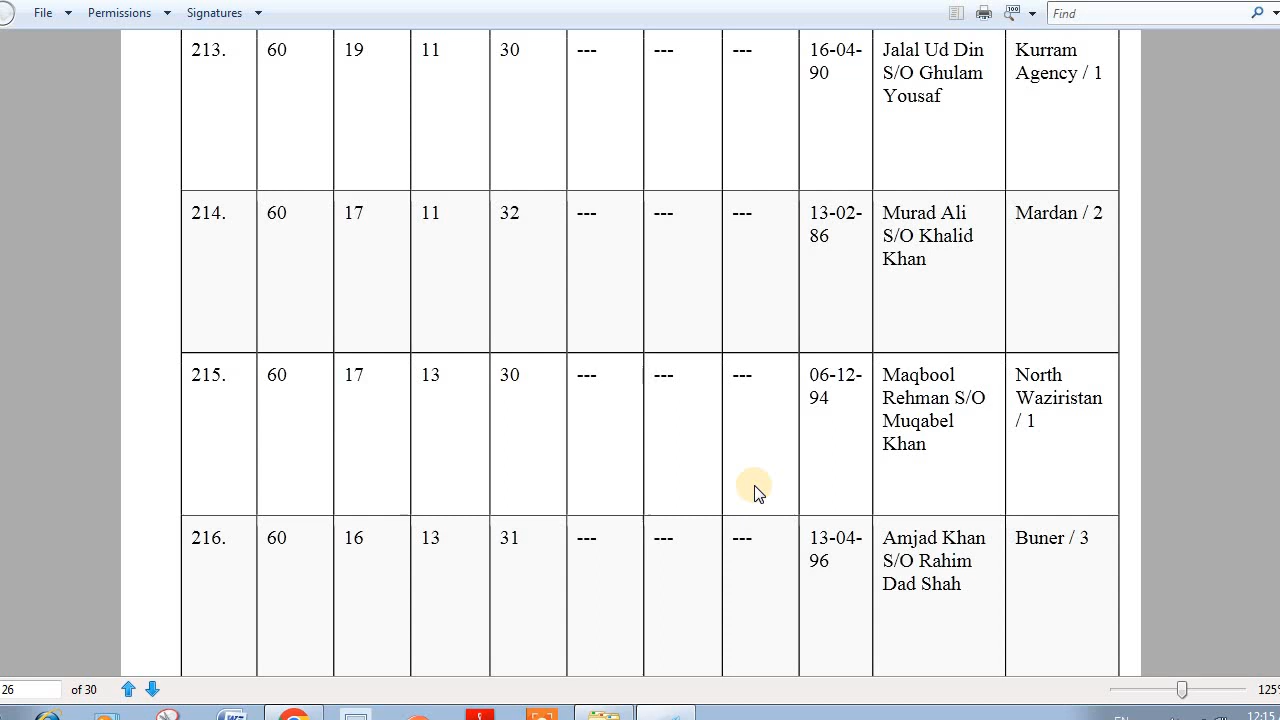 File Permissions Signatures Find
213. 60 19 11 30 --- --- --- 16-04- Jalal Ud Din Kurram
90 S/O Ghulam Agency / 1
Yousaf
214. 60 17 11 32 --- --- --- 13-02- Murad Ali Mardan / 2
86 S/O Khalid
Khan
215. 60 17 13 30 --- --- --- 06-12- Maqbool North
94 Rehman S/O Waziristan
Muqabel / 1
Khan
216. 60 16 13 31 --- --- --- 13-04- Amjad Khan Buner / 3
96 S/O Rahim
Dad Shah
26 of 30 125%
12:15